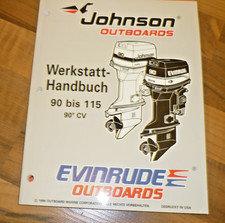 Johnson
OUTBOARDS
Werkstatt-
Handbuch
90 bis 115
90° CV
EVINRUDE
OUTBOARDS